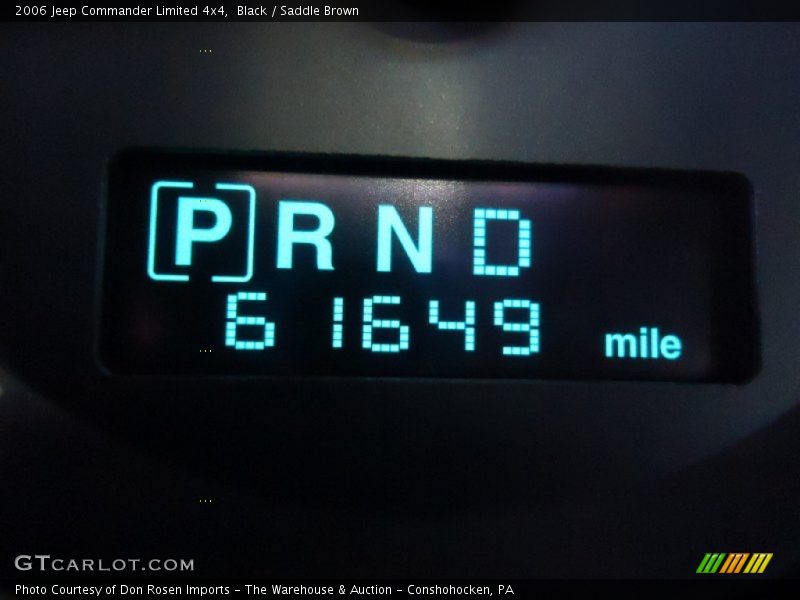 2006 Jeep Commander Limited 4x4,  Black / Saddle Brown
[P] R N D
61649 mile
GTCARLOT.COM
Photo Courtesy of Don Rosen Imports - The Warehouse & Auction - Conshohocken, PA